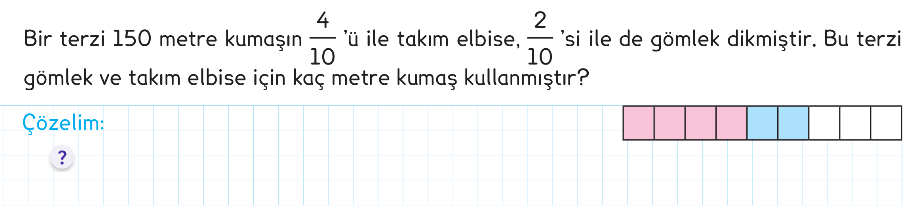 Bir terzi 150 metre kumaşın 4/10 'ü ile takım elbise, 2/10 'si ile de gömlek dikmiştir. Bu terzi
gömlek ve takım elbise için kaç metre kumaş kullanmıştır?
Çözelim:
?